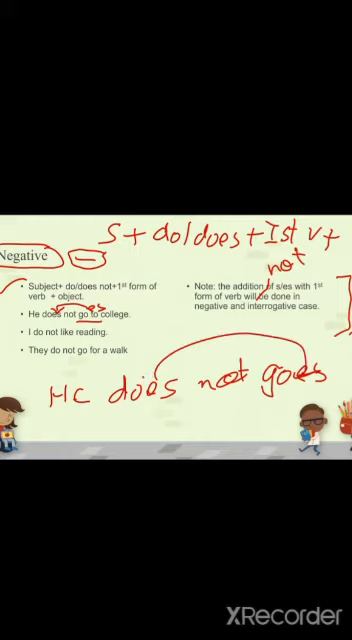 S + do/does + Ist V +
not
Negative
Subject+ do/does not+1st form of
verb + object.
He does not go to college.
I do not like reading.
They do not go for a walk
Note: the addition of s/es with 1st
form of verb will be done in
negative and interrogative case.
He does not goes
XRecorder